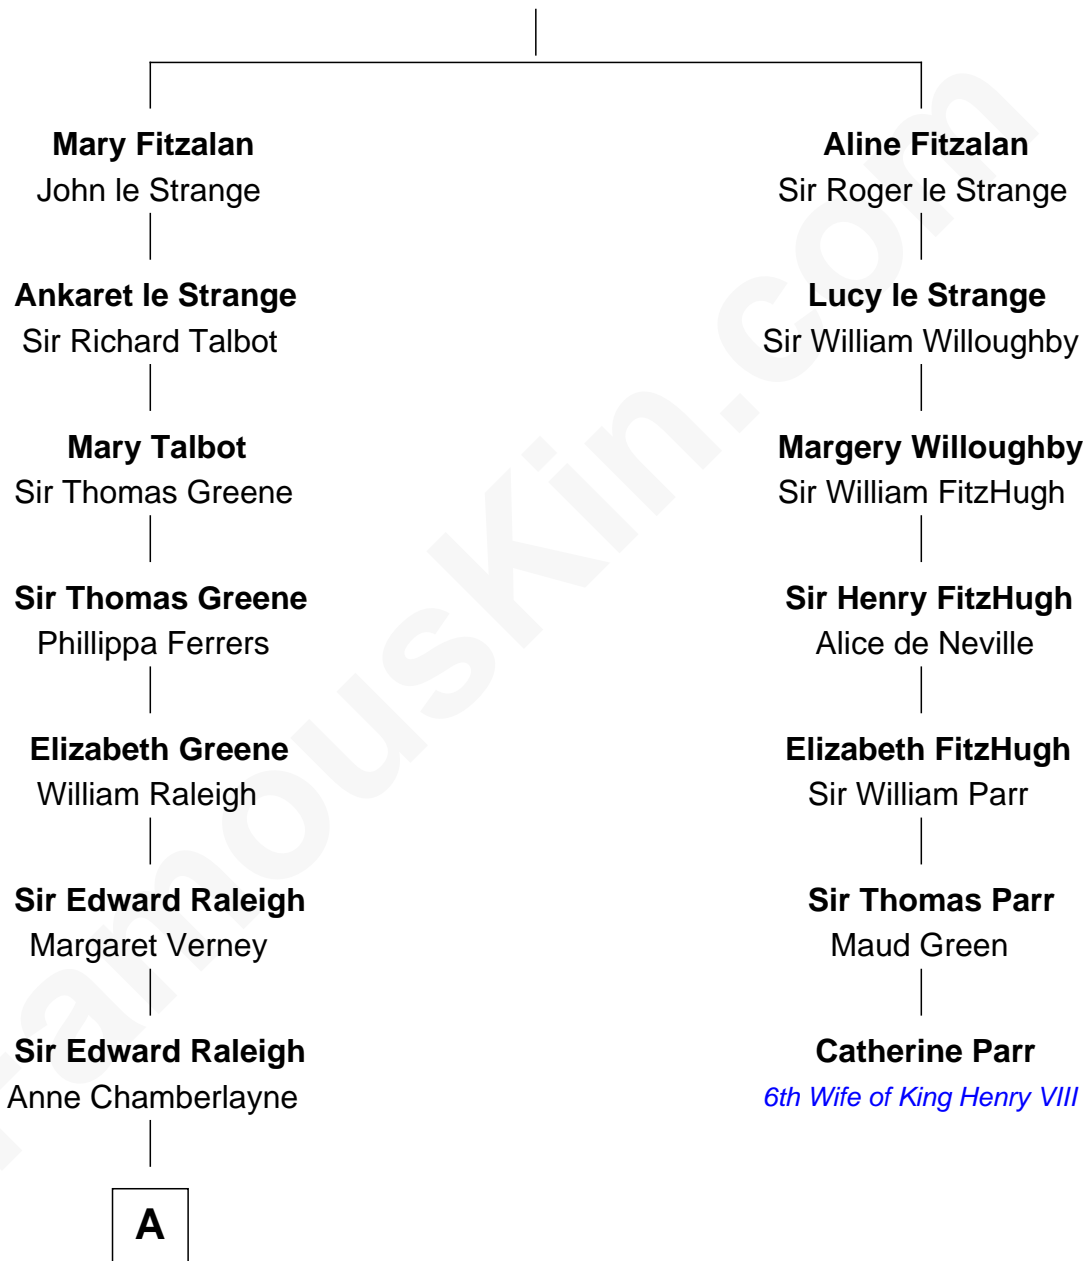 Mary Fitzalan
John le Strange
Ankaret le Strange
Sir Richard Talbot
Mary Talbot
Sir Thomas Greene
Sir Thomas Greene
Phillippa Ferrers
Elizabeth Greene
William Raleigh
Sir Edward Raleigh
Margaret Verney
Sir Edward Raleigh
Anne Chamberlayne
A
Aline Fitzalan
Sir Roger le Strange
Lucy le Strange
Sir William Willoughby
Margery Willoughby
Sir William FitzHugh
Sir Henry FitzHugh
Alice de Neville
Elizabeth FitzHugh
Sir William Parr
Sir Thomas Parr
Maud Green
Catherine Parr
6th Wife of King Henry VIII
FamousKin.com